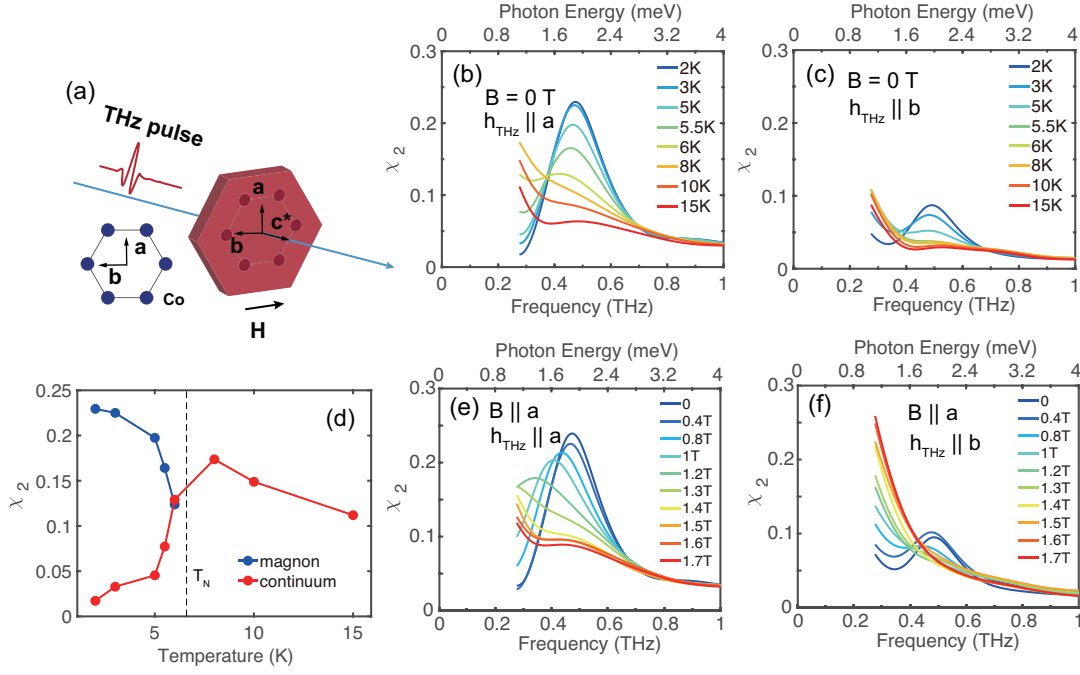 (a)
THz pulse
a
b
c*
a
b
Co
H
Photon Energy (meV)
0 0.8 1.6 2 2.4 3.2 4
(b)
B = 0 T
h_THz || a
2K
3K
5K
5.5K
6K
8K
10K
15K
0.3
0.2
0.1
0
χ 2
0 0.2 0.4 0.6 0.8 1
Frequency (THz)
Photon Energy (meV)
0 0.8 1.6 2 2.4 3.2 4
(c)
B = 0 T
h_THz || b
2K
3K
5K
5.5K
6K
8K
10K
15K
0.3
0.2
0.1
0
χ 2
0 0.2 0.4 0.6 0.8 1
Frequency (THz)
(d)
0.25
0.2
0.15
0.1
0.05
0
χ 2
T_N
magnon
continuum
5 10 15
Temperature (K)
Photon Energy (meV)
0 0.8 1.6 2 2.4 3.2 4
(e)
B || a
h_THz || a
0
0.4T
0.8T
1T
1.2T
1.3T
1.4T
1.5T
1.6T
1.7T
0.3
0.2
0.1
0
χ 2
0 0.2 0.4 0.6 0.8 1
Frequency (THz)
Photon Energy (meV)
0 0.8 1.6 2 2.4 3.2 4
(f)
B || a
h_THz || b
0
0.4T
0.8T
1T
1.2T
1.3T
1.4T
1.5T
1.6T
1.7T
0.3
0.2
0.1
0
χ 2
0 0.2 0.4 0.6 0.8 1
Frequency (THz)